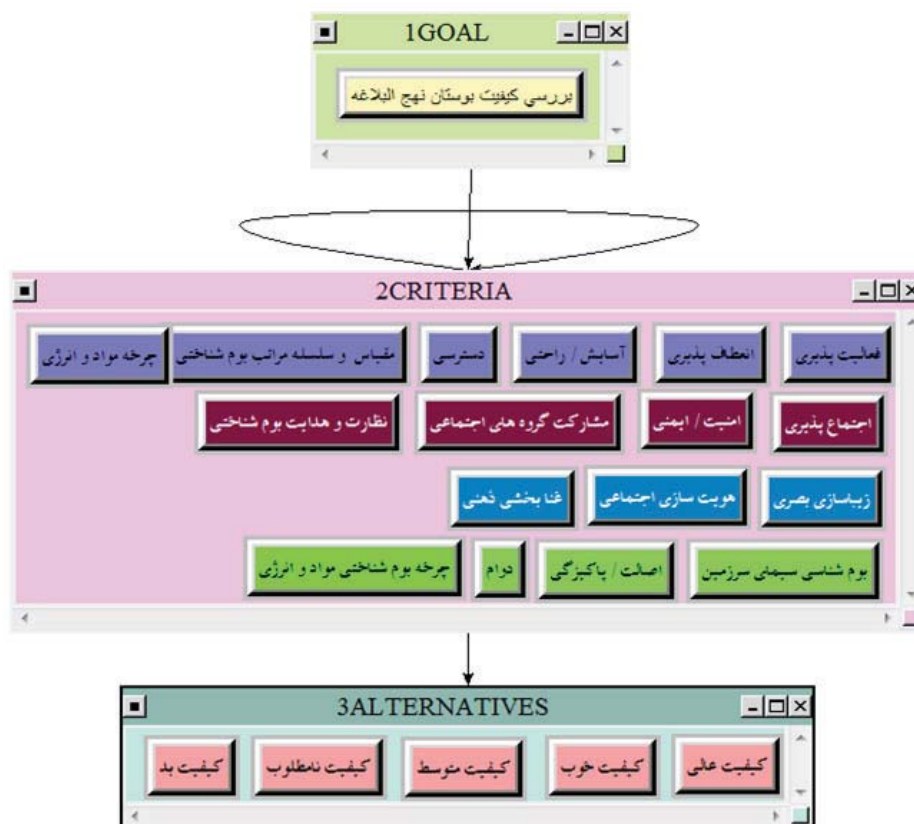 1GOAL
بررسی کیفیت بوستان نهج البلاغه
2CRITERIA
فعالیت پذیری انعطاف پذیری آسایش / راحتی دسترسی مقیاس و سلسله مراتب بوم شناختی چرخه مواد و انرژی
اجتماع پذیری امنیت / ایمنی مشارکت گروه های اجتماعی نظارت و هدایت بوم شناختی
زیباسازی بصری هویت سازی اجتماعی غنا بخشی ذهنی
بوم شناسی سیمای سرزمین اصالت / پاکیزگی دوام چرخه بوم شناختی مواد و انرژی
3ALTERNATIVES
کیفیت عالی کیفیت خوب کیفیت متوسط کیفیت نامطلوب کیفیت بد